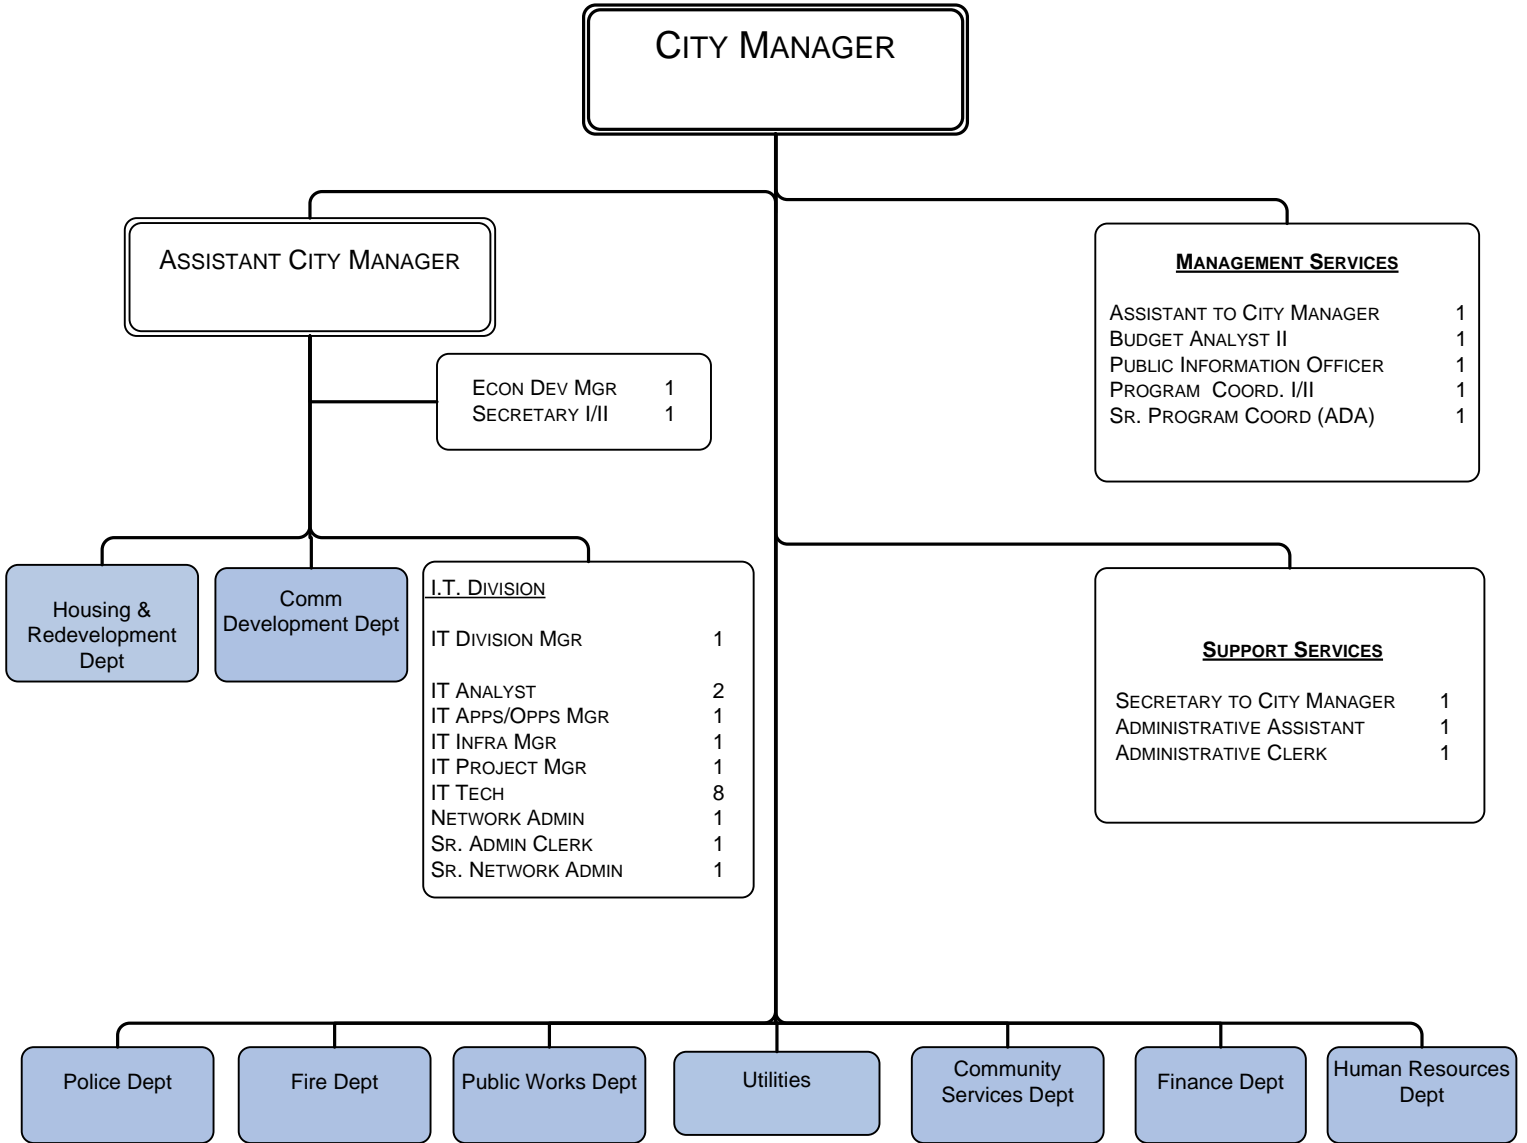 CITY MANAGER
ASSISTANT CITY MANAGER
MANAGEMENT SERVICES
ASSISTANT TO CITY MANAGER 1
BUDGET ANALYST II 1
PUBLIC INFORMATION OFFICER 1
PROGRAM COORD. I/II 1
SR. PROGRAM COORD (ADA) 1
ECON DEV MGR 1
SECRETARY I/II 1
Housing &
Redevelopment
Dept
Comm
Development Dept
I.T. DIVISION
IT DIVISION MGR 1
IT ANALYST 2
IT APPS/OPPS MGR 1
IT INFRA MGR 1
IT PROJECT MGR 1
IT TECH 8
NETWORK ADMIN 1
SR. ADMIN CLERK 1
SR. NETWORK ADMIN 1
SUPPORT SERVICES
SECRETARY TO CITY MANAGER 1
ADMINISTRATIVE ASSISTANT 1
ADMINISTRATIVE CLERK 1
Police Dept
Fire Dept
Public Works Dept
Utilities
Community
Services Dept
Finance Dept
Human Resources
Dept